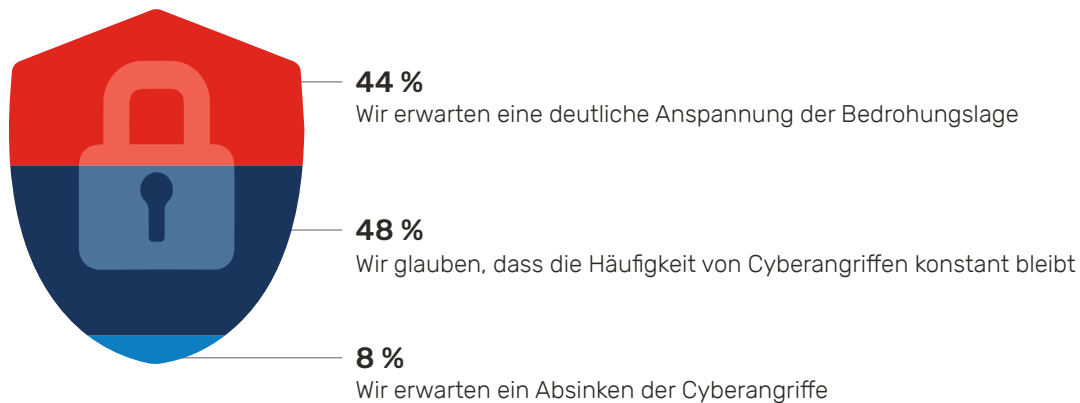 44 %
Wir erwarten eine deutliche Anspannung der Bedrohungslage
48 %
Wir glauben, dass die Häufigkeit von Cyberangriffen konstant bleibt
8 %
Wir erwarten ein Absinken der Cyberangriffe